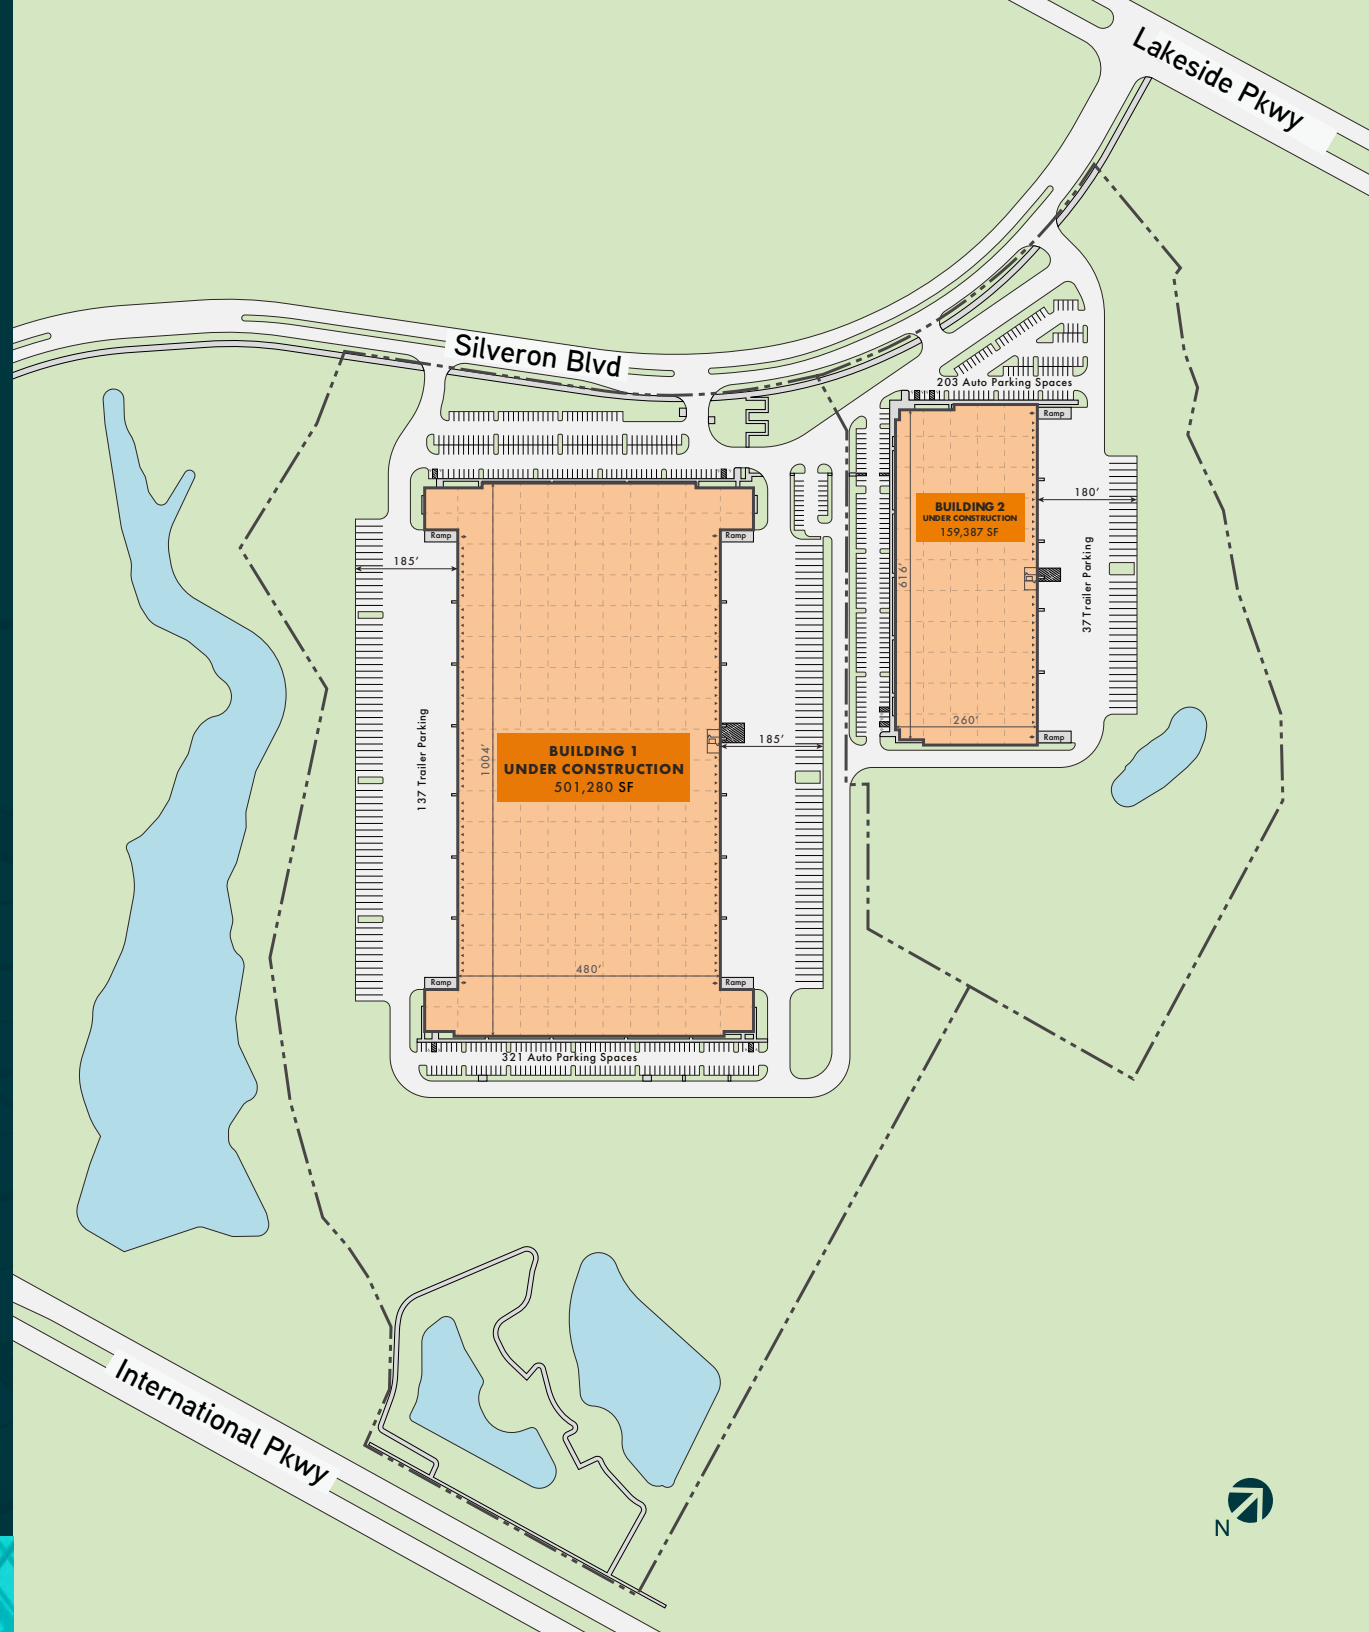 Lakeside Pkwy
Silveron Blvd
203 Auto Parking Spaces
Ramp
BUILDING 2
UNDER CONSTRUCTION
159,387 SF
180'
616'
37 Trailer Parking
260'
Ramp
Ramp
Ramp
185'
137 Trailer Parking
1004'
BUILDING 1
UNDER CONSTRUCTION
501,280 SF
185'
480'
Ramp
Ramp
321 Auto Parking Spaces
International Pkwy
N